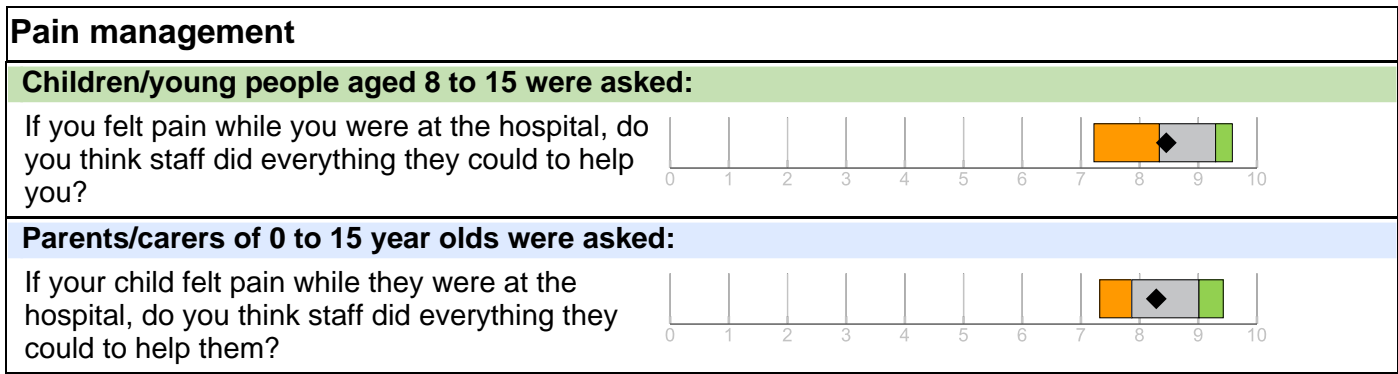 Pain management
Children/young people aged 8 to 15 were asked:
If you felt pain while you were at the hospital, do
you think staff did everything they could to help
you?
0 1 2 3 4 5 6 7 8 9 10
Parents/carers of 0 to 15 year olds were asked:
If your child felt pain while they were at the
hospital, do you think staff did everything they
could to help them?
0 1 2 3 4 5 6 7 8 9 10